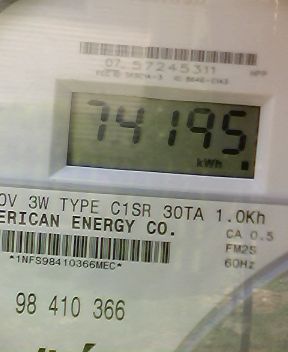 07 57245311
74195
kWh
0V 3W TYPE C1SR 30TA 1.0Kh
ERICAN ENERGY CO.
CA 0.5
FM2S
60Hz
*1NFS98410366MEC*
98 410 366